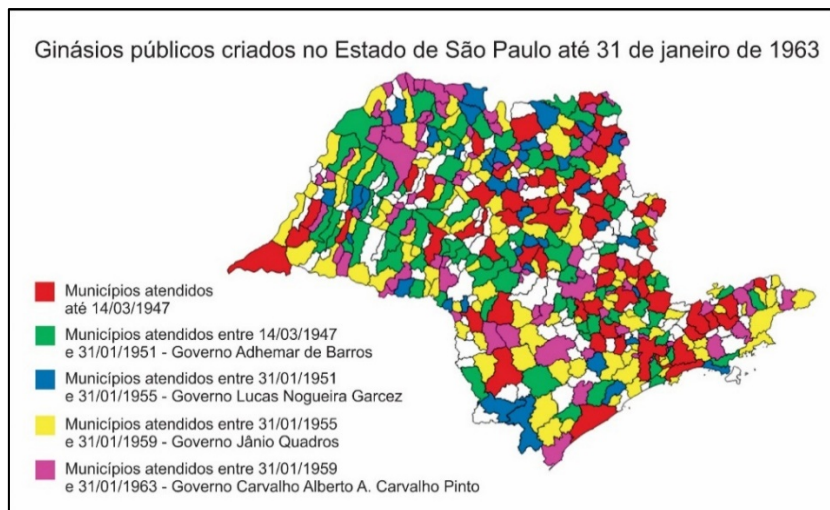 Ginásios públicos criados no Estado de São Paulo até 31 de janeiro de 1963
Municípios atendidos
até 14/03/1947
Municípios atendidos entre 14/03/1947
e 31/01/1951 - Governo Adhemar de Barros
Municípios atendidos entre 31/01/1951
e 31/01/1955 - Governo Lucas Nogueira Garcez
Municípios atendidos entre 31/01/1955
e 31/01/1959 - Governo Jânio Quadros
Municípios atendidos entre 31/01/1959
e 31/01/1963 - Governo Carvalho Alberto A. Carvalho Pinto